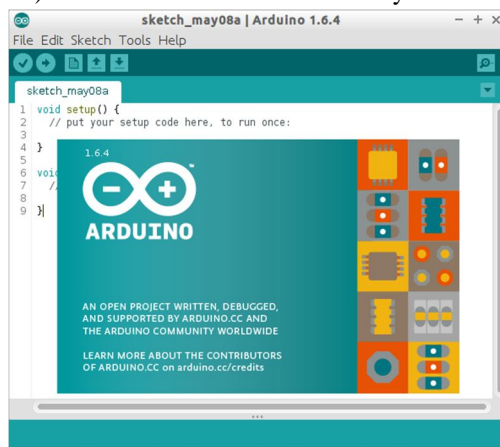 sketch_may08a | Arduino 1.6.4
File Edit Sketch Tools Help
sketch_may08a
1 void setup() {
2 // put your setup code here, to run once:
3
4 }
5
6 voi
7 //
8
9 }
1.6.4
ARDUINO
AN OPEN PROJECT WRITTEN, DEBUGGED,
AND SUPPORTED BY ARDUINO.CC AND
THE ARDUINO COMMUNITY WORLDWIDE
LEARN MORE ABOUT THE CONTRIBUTORS
OF ARDUINO.CC on arduino.cc/credits